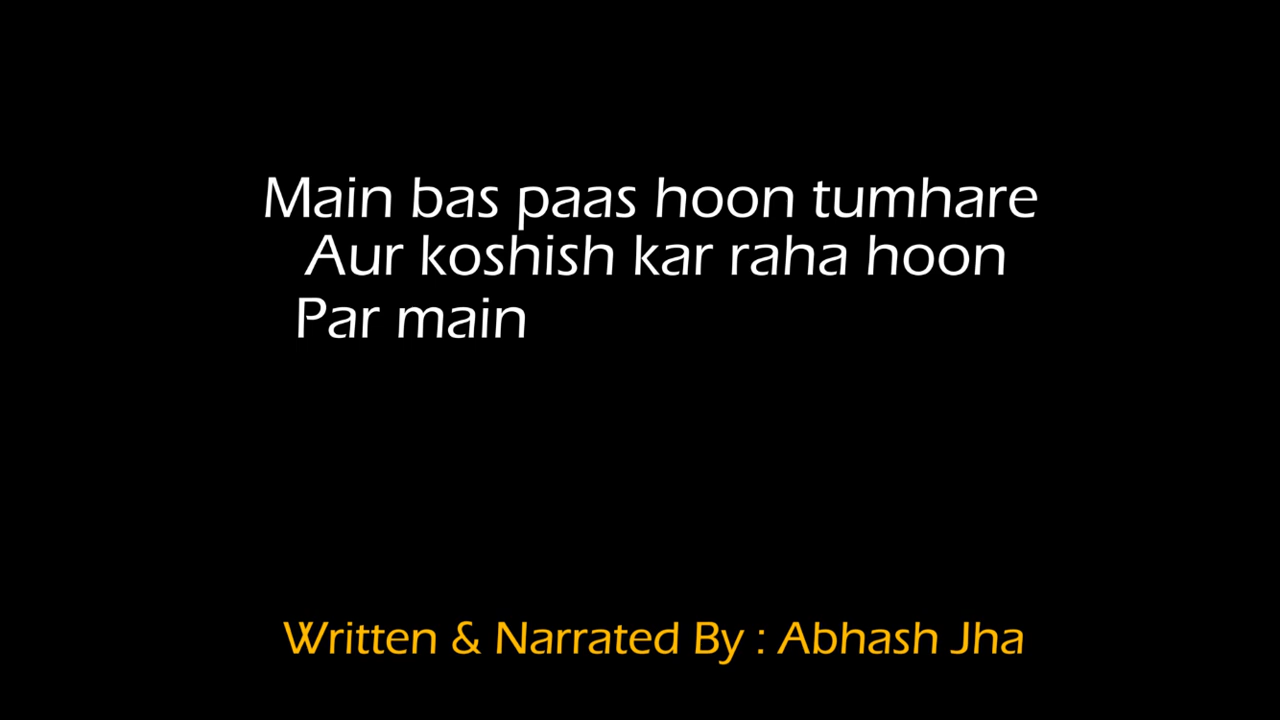 Main bas paas hoon tumhare
Aur koshish kar raha hoon
Par main
Written & Narrated By : Abhash Jha